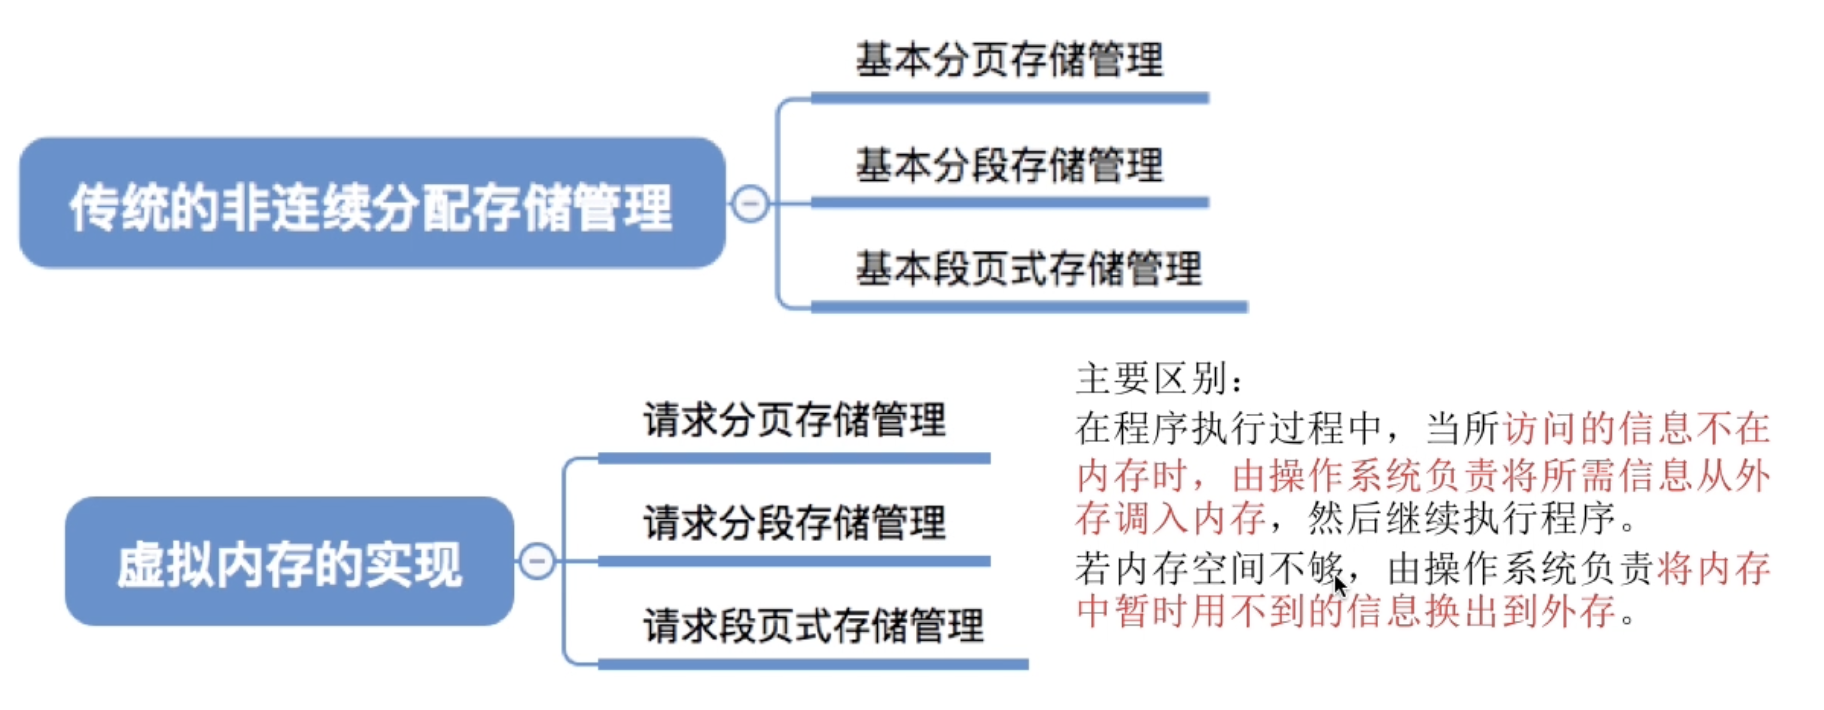 基本分页存储管理
基本分段存储管理
传统的非连续分配存储管理
基本段页式存储管理
请求分页存储管理
请求分段存储管理
虚拟内存的实现
请求段页式存储管理
主要区别：
在程序执行过程中，当所访问的信息不在
内存时，由操作系统负责将所需信息从外
存调入内存，然后继续执行程序。
若内存空间不够，由操作系统负责将内存
中暂时用不到的信息换出到外存。